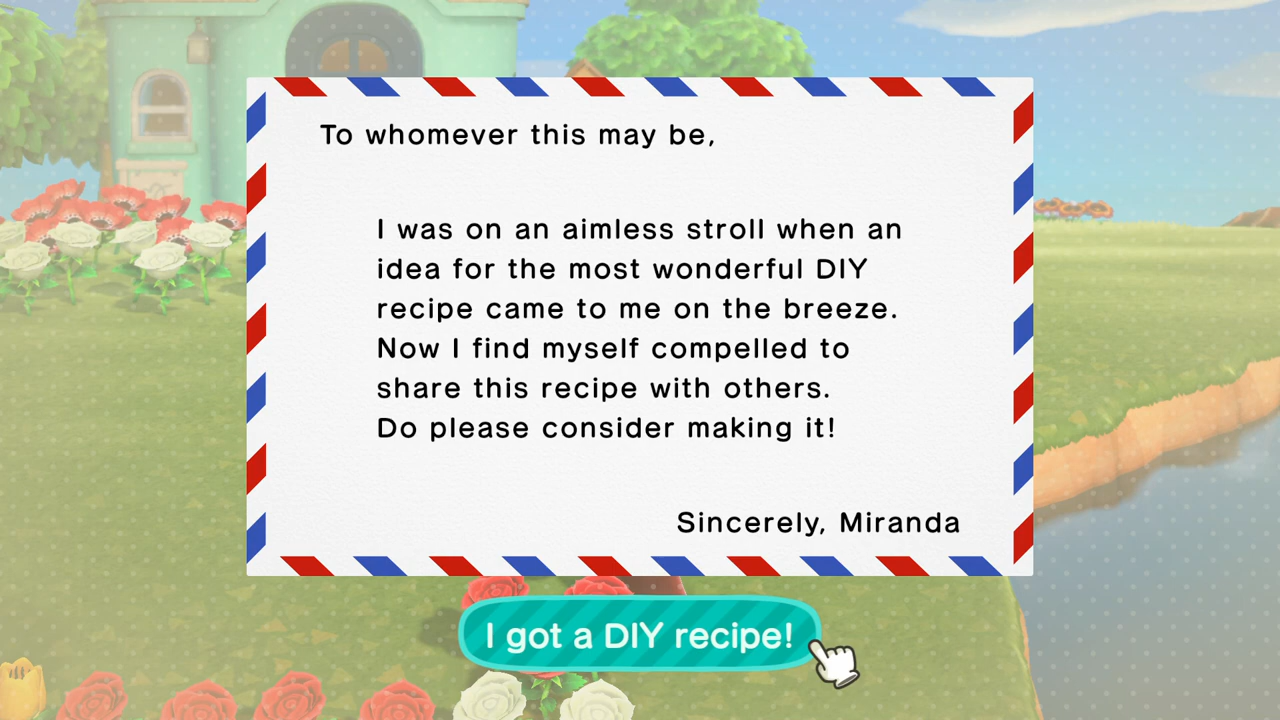 To whomever this may be,
I was on an aimless stroll when an
idea for the most wonderful DIY
recipe came to me on the breeze.
Now I find myself compelled to
share this recipe with others.
Do please consider making it!
Sincerely, Miranda
I got a DIY recipe!